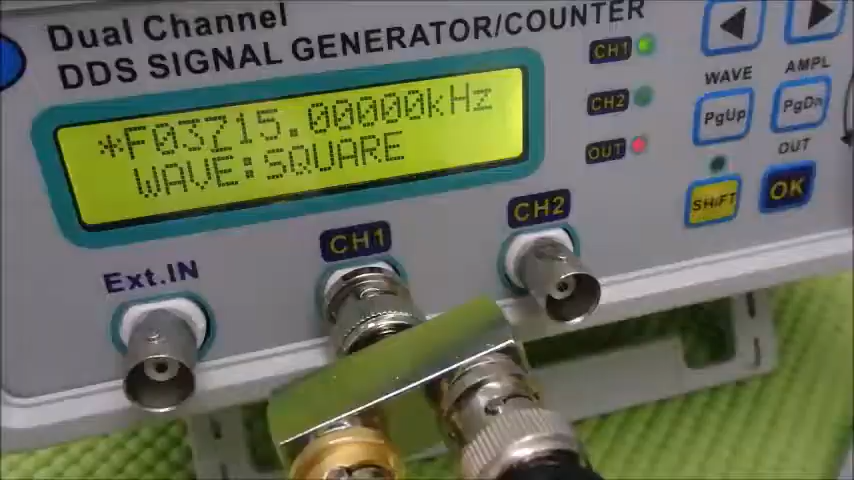 Dual Channel
DDS SIGNAL GENERATOR/COUNTER
*F03715.00000kHz
WAVE:SQUARE
CH1
CH2
OUT
WAVE
AMPL
PgUp
PgDn
OUT
SHIFT
OK
Ext.IN
CH1
CH2